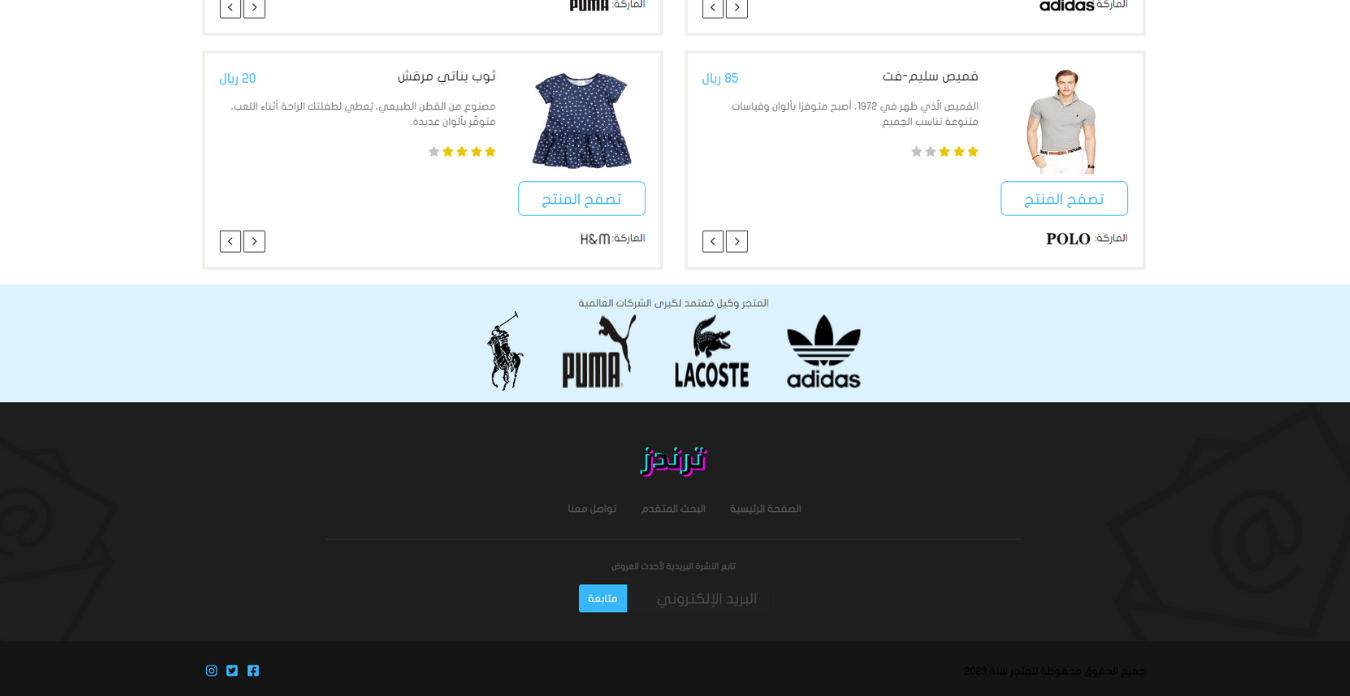 الماركة: adidas
الماركة: PUMA
قميص سليم-فت
85 ريال
القميص الّذي ظهر في 1972، أصبح متوفرًا بألوان وقياسات
متنوعة تناسب الجميع.
تصفح المنتج
الماركة: POLO
ثوب بناتي مرقش
20 ريال
مصنوع من القطن الطبيعي، يُعطي لطفلتك الراحة أثناء اللعب،
متوفّر بألوان عديدة.
تصفح المنتج
الماركة: H&M
المتجر وكيل مُعتمد لكبرى الشركات العالمية
adidas
LACOSTE
PUMA
ترندز
الصفحة الرئيسية
البحث المتقدم
تواصل معنا
تابع النشرة البريدية لأحدث العروض
البريد الإلكتروني
متابعة
جميع الحقوق محفوظة للمتجر سنة 2023